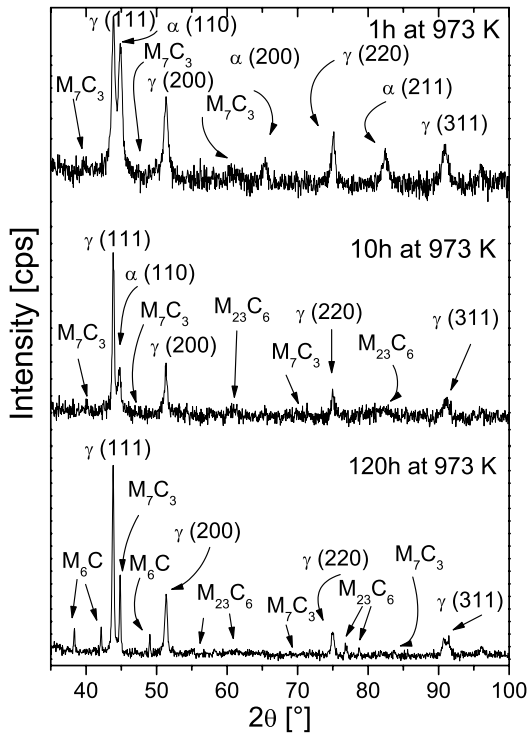 γ (111)
α (110)
1h at 973 K
M₇C₃
M₇C₃
γ (200)
α (200)
M₇C₃
γ (220)
α (211)
γ (311)
10h at 973 K
γ (111)
α (110)
M₇C₃
M₇C₃
γ (200)
M₂₃C₆
γ (220)
M₇C₃
M₂₃C₆
γ (311)
120h at 973 K
γ (111)
M₇C₃
M₆C
M₆C
γ (200)
M₂₃C₆
M₇C₃
γ (220)
M₂₃C₆
M₇C₃
γ (311)
Intensity [cps]
40 50 60 70 80 90 100
2θ [°]